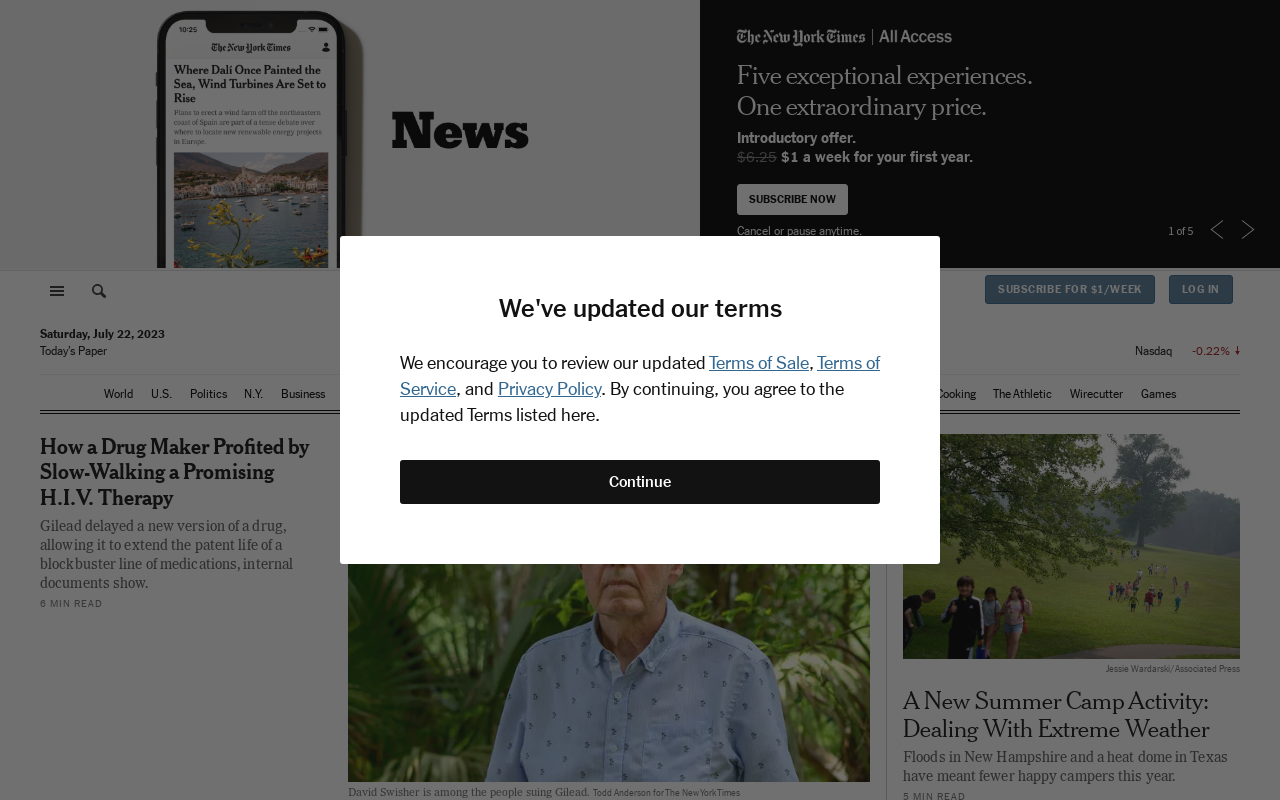 10:25
The New York Times
Where Dalí Once Painted the
Sea, Wind Turbines Are Set to
Rise
Plans to erect a wind farm off the northeastern
coast of Spain are part of a tense debate over
where to locate new renewable energy projects
in Europe.
News
The New York Times | All Access
Five exceptional experiences.
One extraordinary price.
Introductory offer.
$6.25 $1 a week for your first year.
SUBSCRIBE NOW
Cancel or pause anytime.
1 of 5
SUBSCRIBE FOR $1/WEEK
LOG IN
Saturday, July 22, 2023
Today's Paper
Nasdaq -0.22%
World U.S. Politics N.Y. Business
Cooking The Athletic Wirecutter Games
We've updated our terms
We encourage you to review our updated Terms of Sale, Terms of
Service, and Privacy Policy. By continuing, you agree to the
updated Terms listed here.
Continue
How a Drug Maker Profited by
Slow-Walking a Promising
H.I.V. Therapy
Gilead delayed a new version of a drug,
allowing it to extend the patent life of a
blockbuster line of medications, internal
documents show.
6 MIN READ
David Swisher is among the people suing Gilead. Todd Anderson for The New York Times
Jessie Wardarski/Associated Press
A New Summer Camp Activity:
Dealing With Extreme Weather
Floods in New Hampshire and a heat dome in Texas
have meant fewer happy campers this year.
5 MIN READ